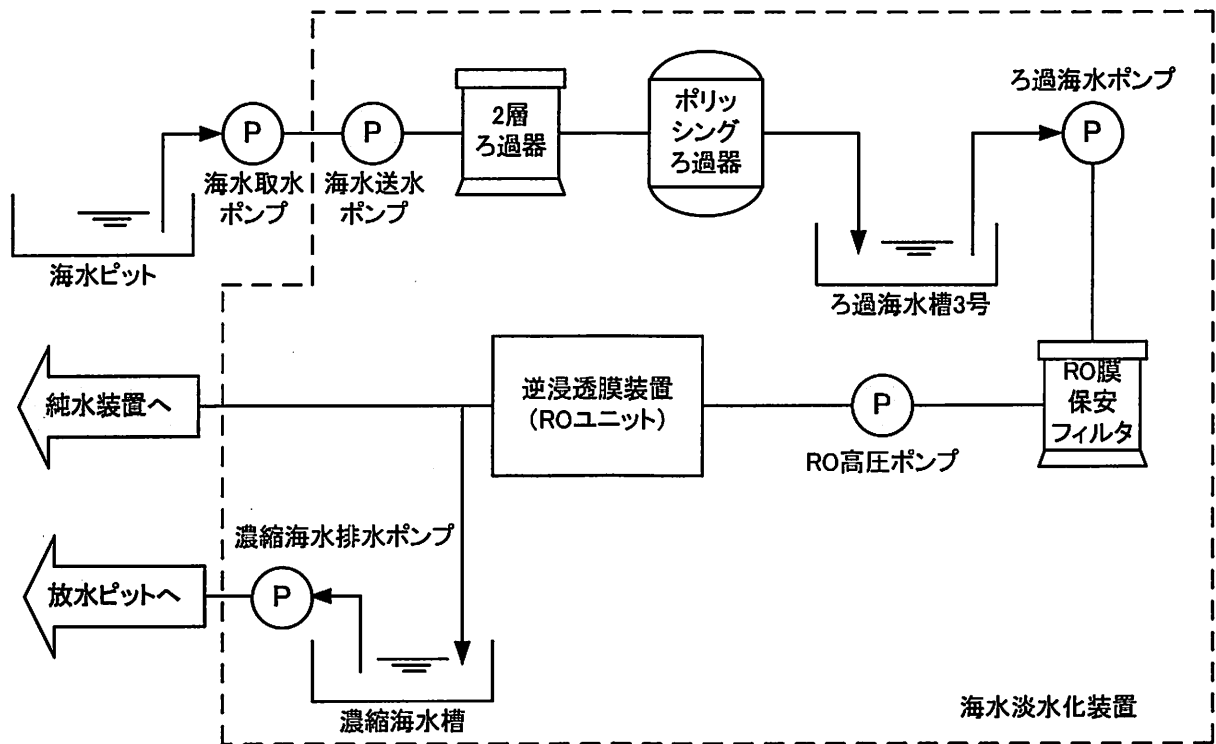 P
海水取水
ポンプ
海水ピット
P
海水送水
ポンプ
2層
ろ過器
ポリッ
シング
ろ過器
ろ過海水槽3号
ろ過海水ポンプ
P
RO膜
保安
フィルタ
P
RO高圧ポンプ
逆浸透膜装置
(ROユニット)
純水装置へ
濃縮海水排水ポンプ
P
放水ピットへ
濃縮海水槽
海水淡水化装置